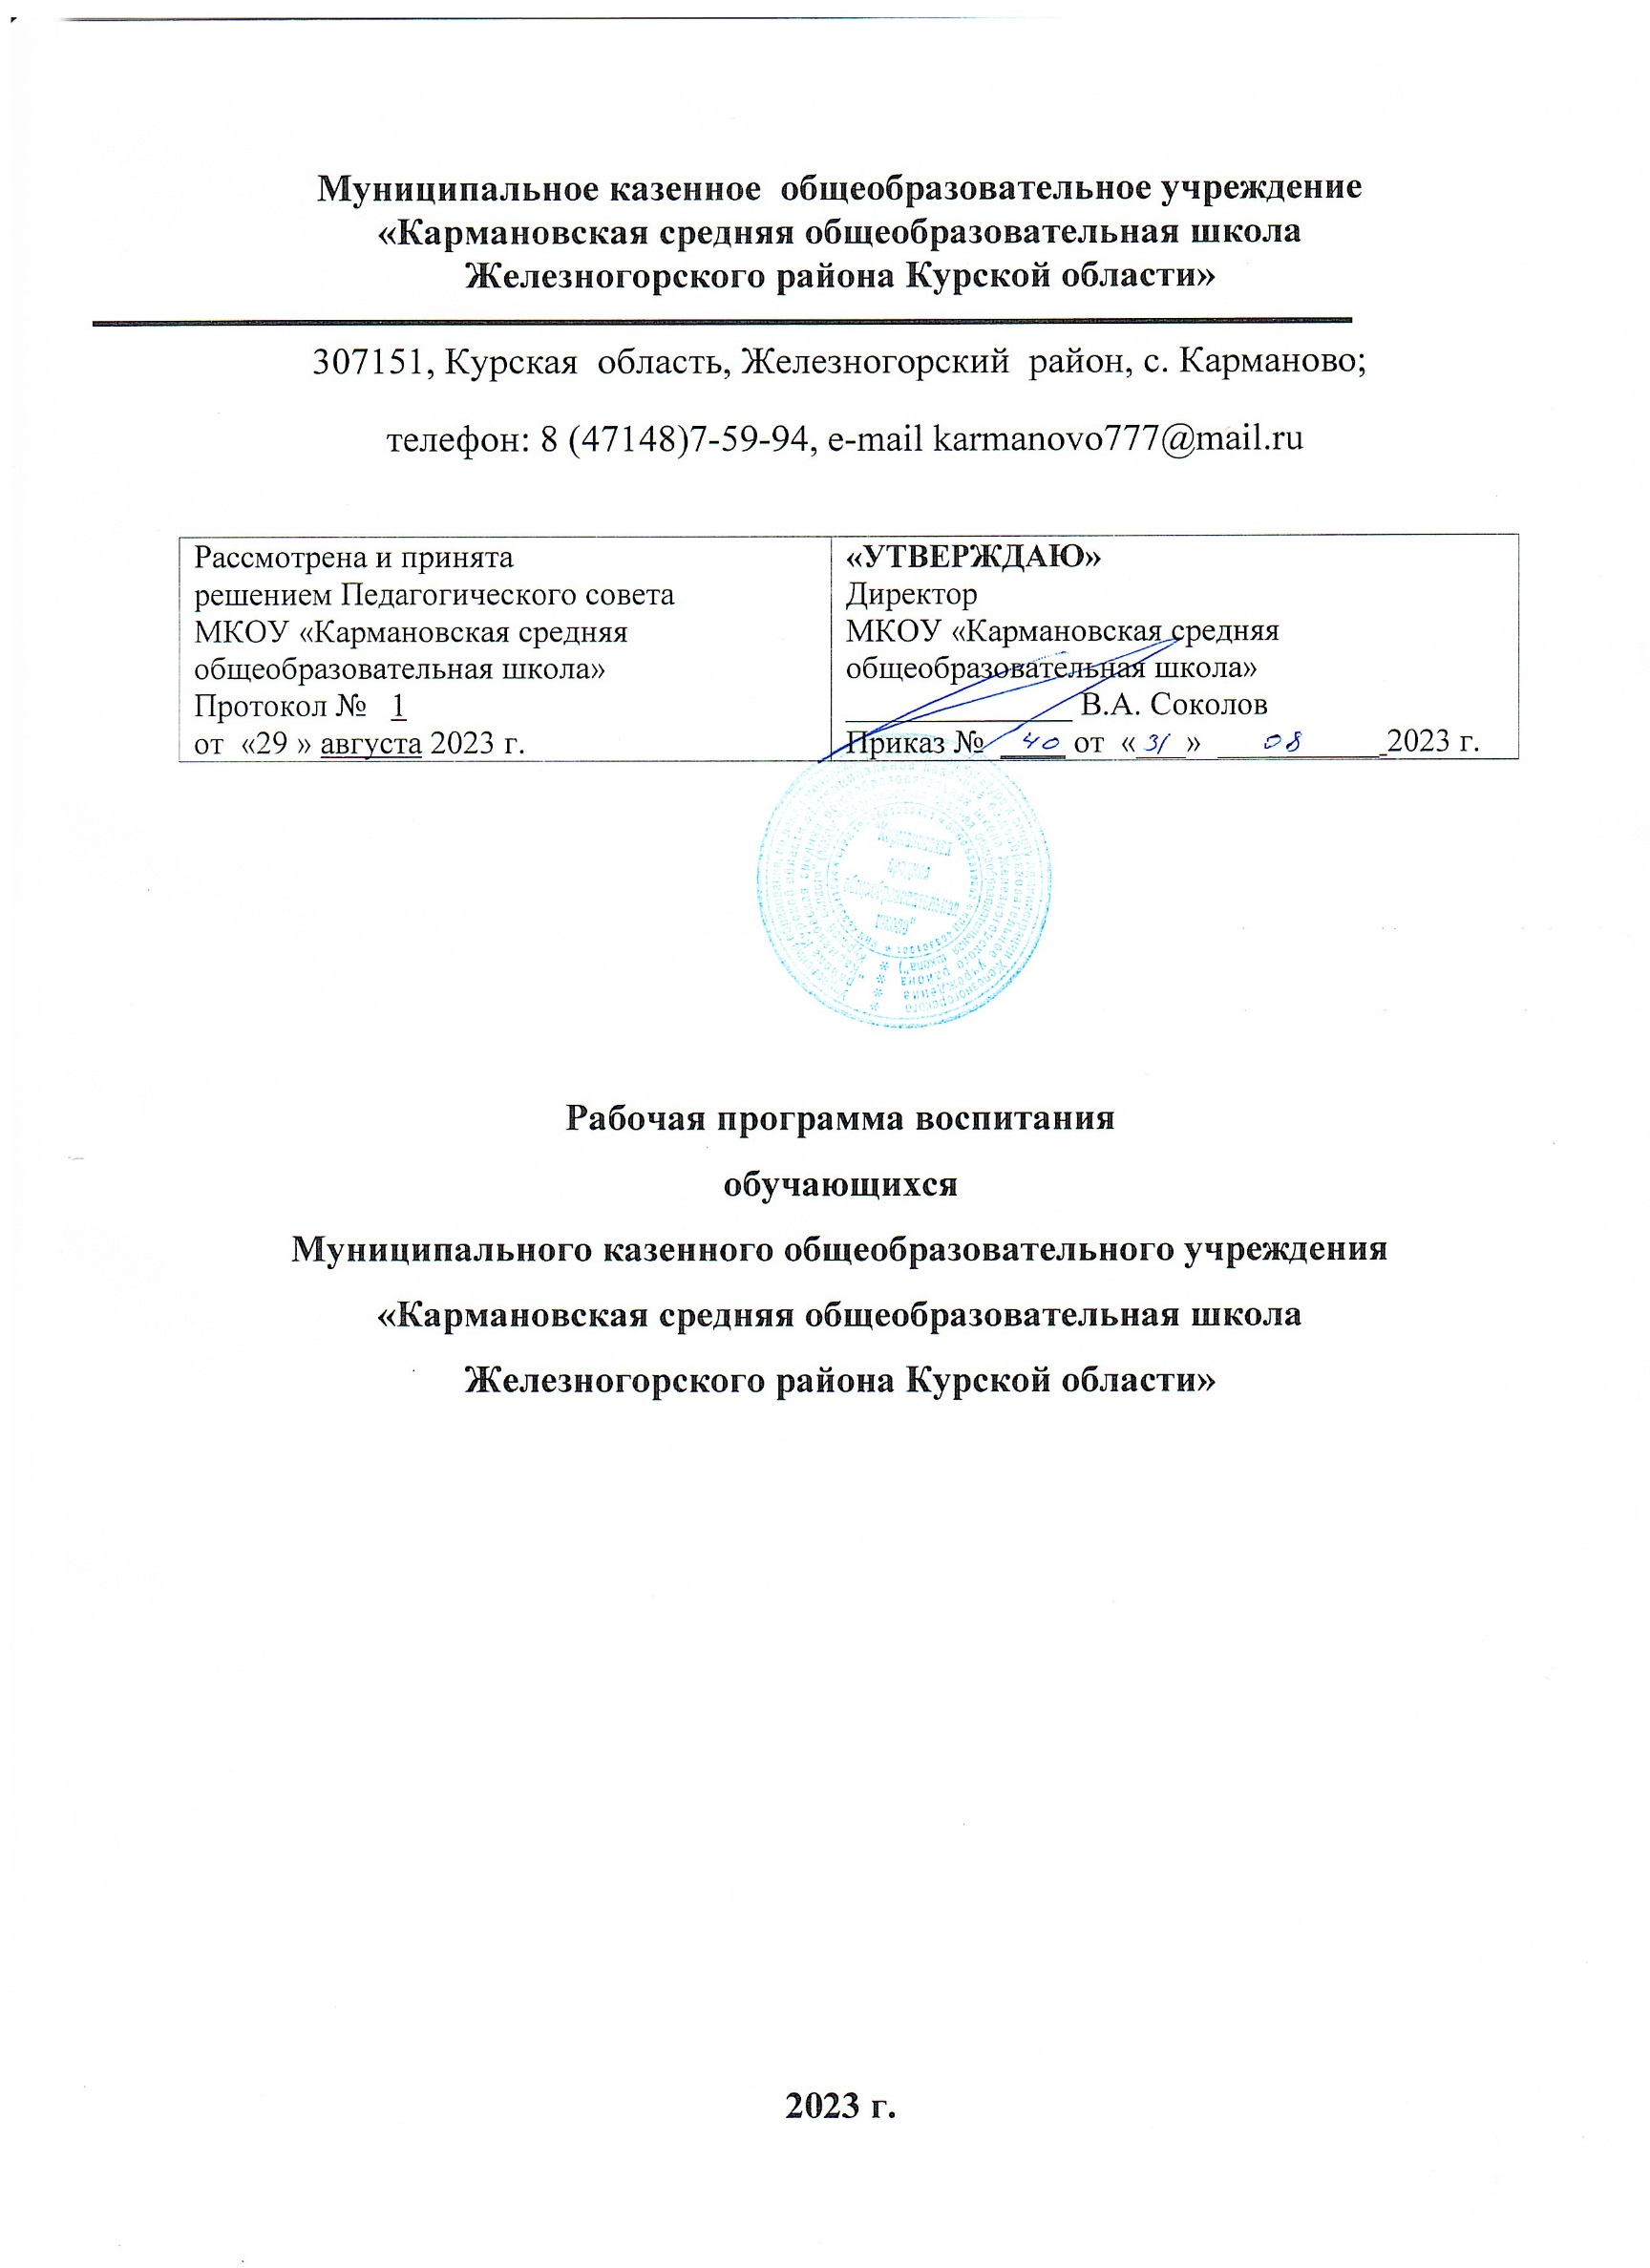 Муниципальное казенное общеобразовательное учреждение
«Кармановская средняя общеобразовательная школа
Железногорского района Курской области»
307151, Курская область, Железногорский район, с. Карманово;
телефон: 8 (47148)7-59-94, e-mail karmanovo777@mail.ru
Рассмотрена и принята
решением Педагогического совета
МКОУ «Кармановская средняя
общеобразовательная школа»
Протокол № 1
от «29 » августа 2023 г.
«УТВЕРЖДАЮ»
Директор
МКОУ «Кармановская средняя
общеобразовательная школа»
______________ В.А. Соколов
Приказ № 40 от « 31 » 08 2023 г.
Рабочая программа воспитания
обучающихся
Муниципального казенного общеобразовательного учреждения
«Кармановская средняя общеобразовательная школа
Железногорского района Курской области»
2023 г.